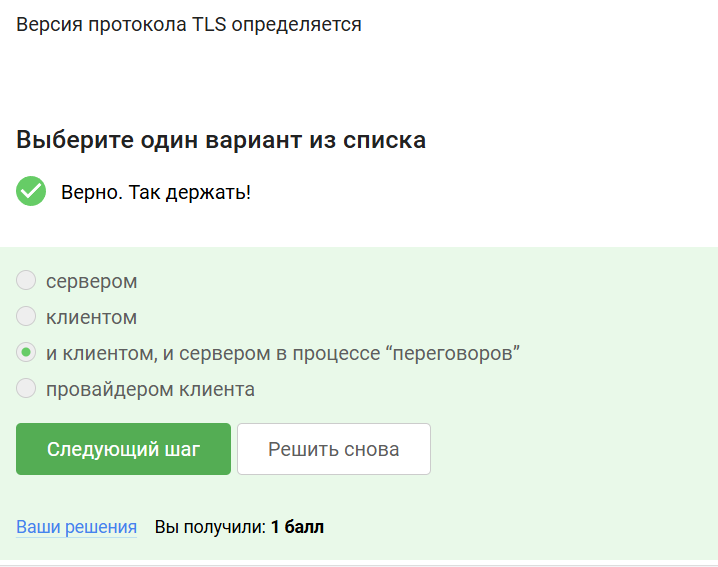 Версия протокола TLS определяется
Выберите один вариант из списка
Верно. Так держать!
сервером
клиентом
и клиентом, и сервером в процессе “переговоров”
провайдером клиента
Следующий шаг
Решить снова
Ваши решения Вы получили: 1 балл